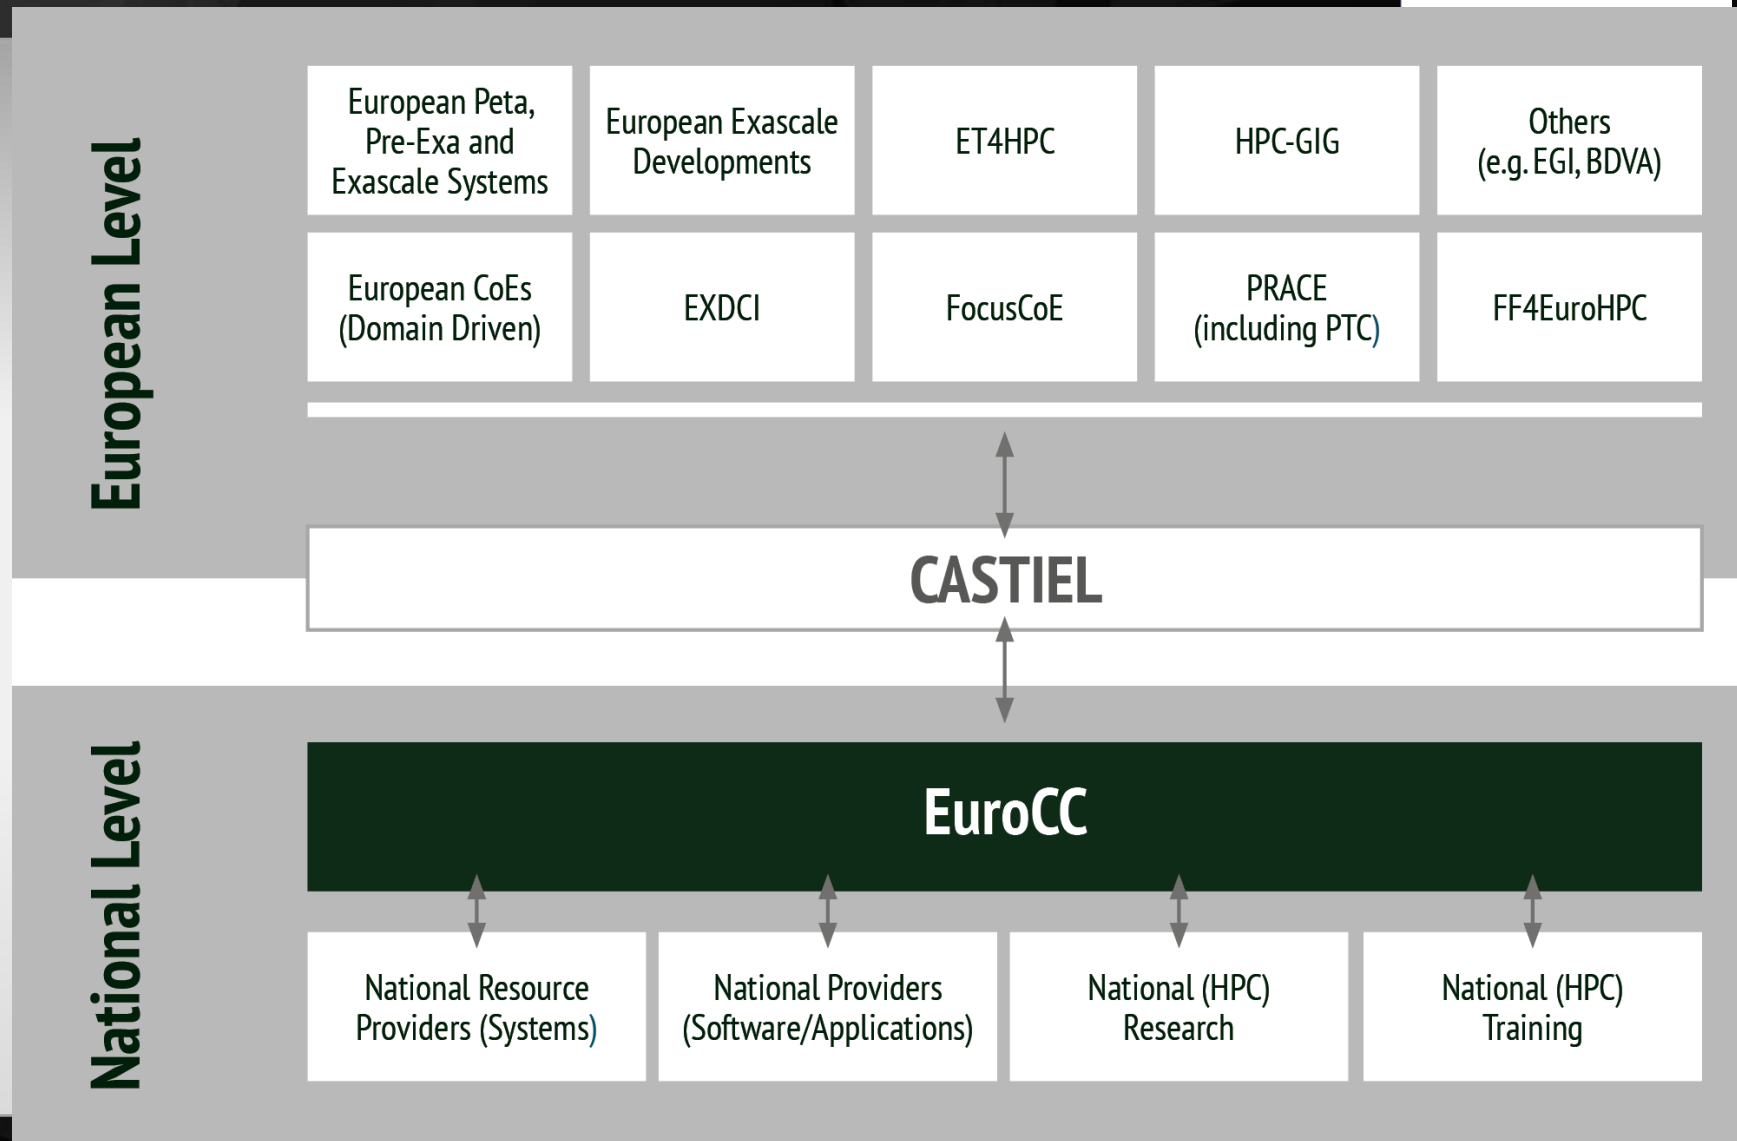 European Level
European Peta,
Pre-Exa and
Exascale Systems
European Exascale
Developments
ET4HPC
HPC-GIG
Others
(e.g. EGI, BDVA)
European CoEs
(Domain Driven)
EXDCI
FocusCoE
PRACE
(including PTC)
FF4EuroHPC
CASTIEL
National Level
EuroCC
National Resource
Providers (Systems)
National Providers
(Software/Applications)
National (HPC)
Research
National (HPC)
Training